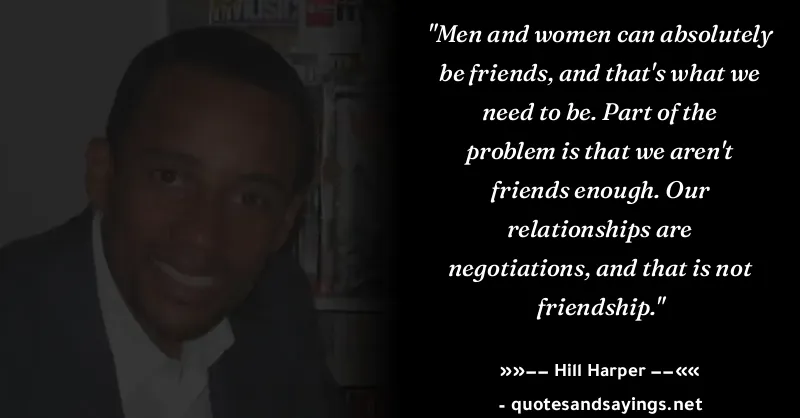 "Men and women can absolutely
be friends, and that's what we
need to be. Part of the
problem is that we aren't
friends enough. Our
relationships are
negotiations, and that is not
friendship."
»»—— Hill Harper ——««
- quotesandsayings.net